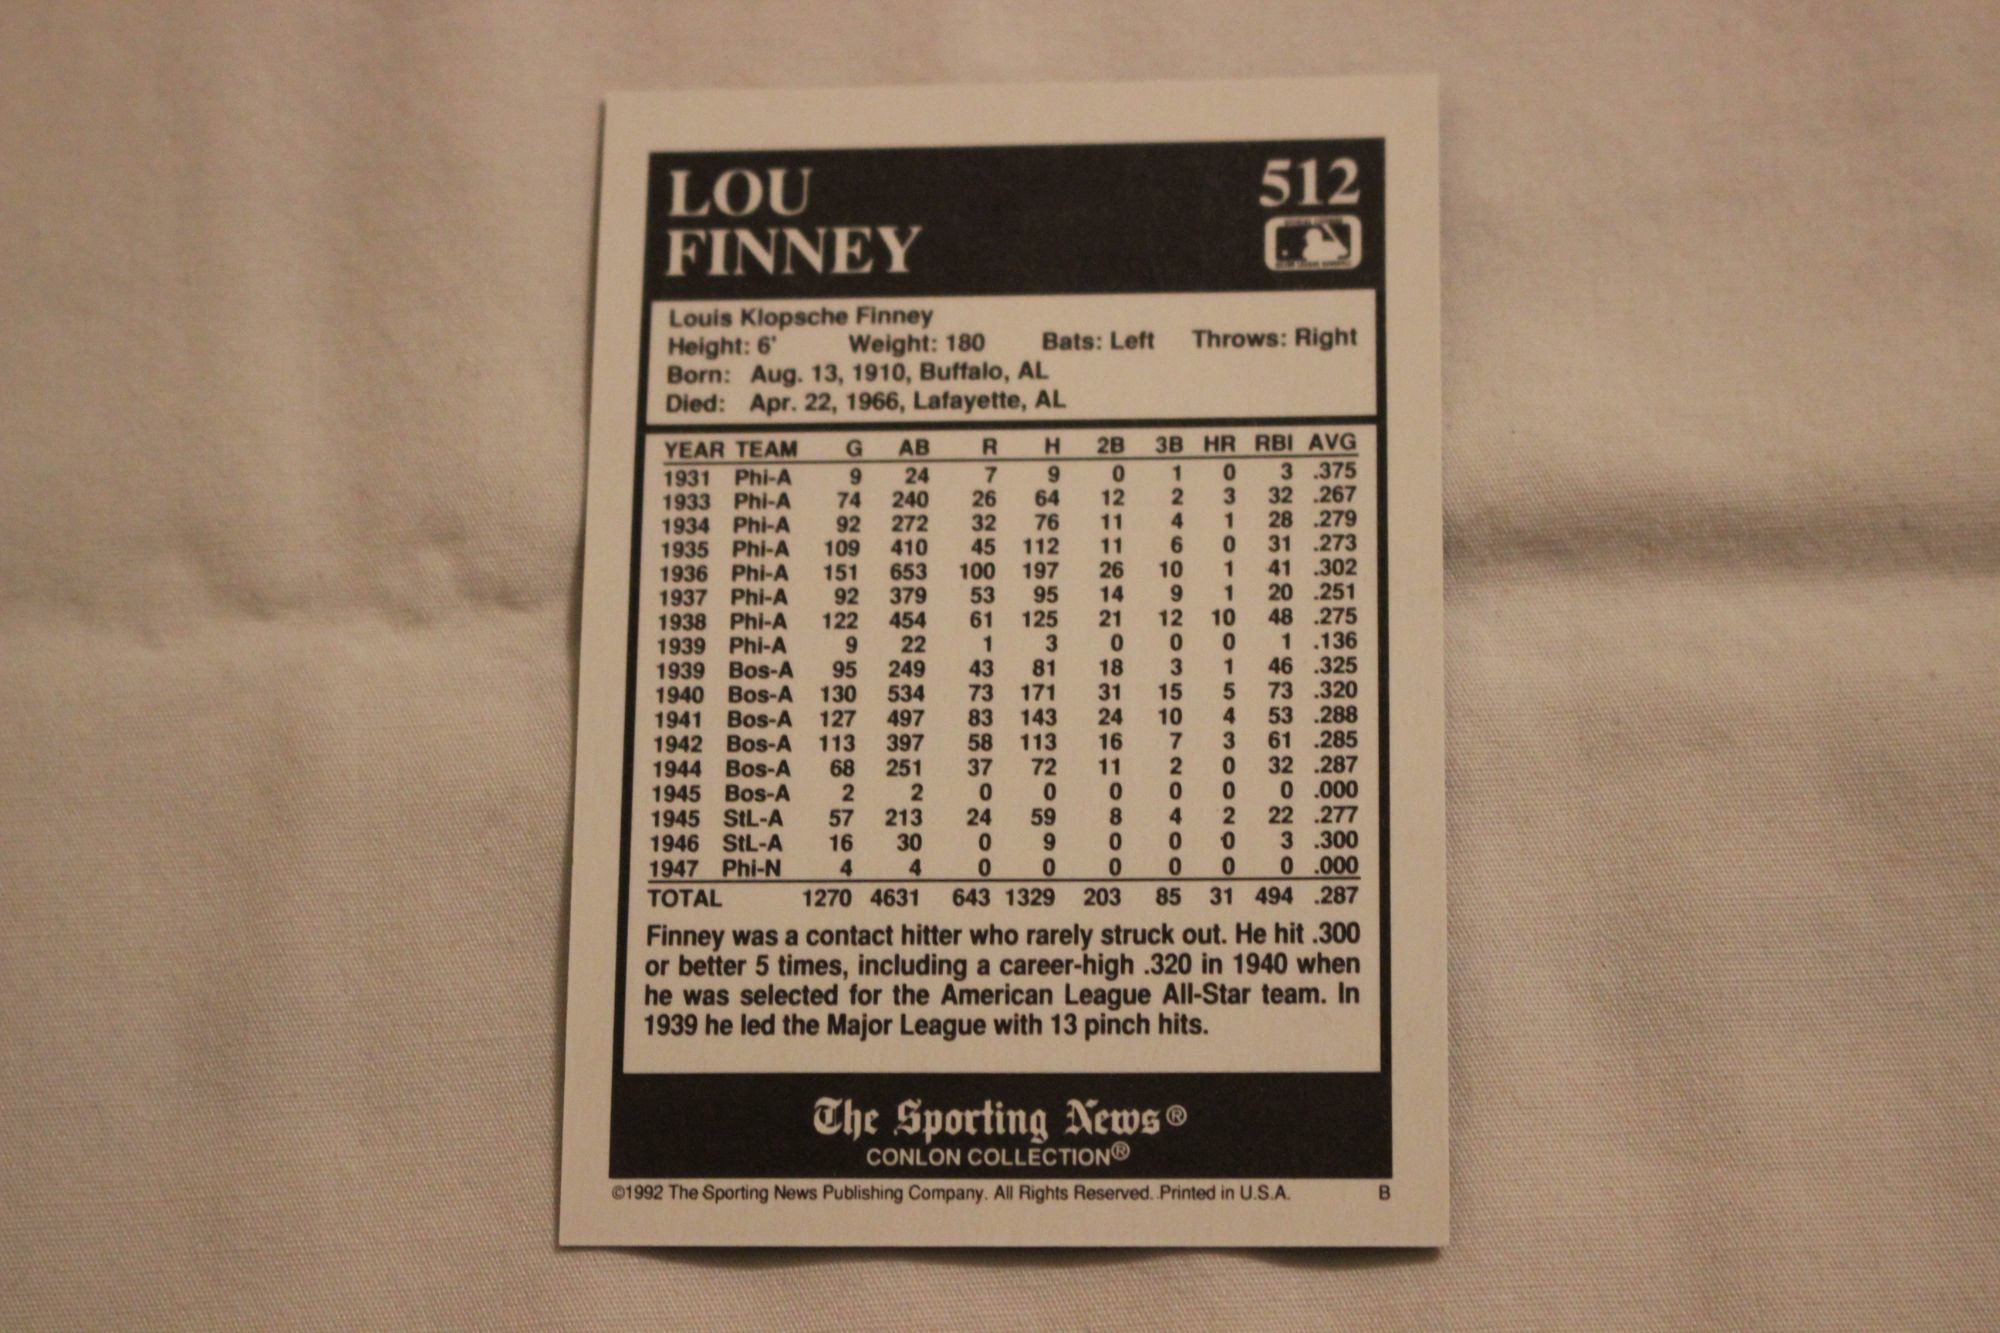 LOU
FINNEY
512
Louis Klopsche Finney
Height: 6' Weight: 180 Bats: Left Throws: Right
Born: Aug. 13, 1910, Buffalo, AL
Died: Apr. 22, 1966, Lafayette, AL
YEAR TEAM G AB R H 2B 3B HR RBI AVG
1931 Phi-A 9 24 7 9 0 1 0 3 .375
1933 Phi-A 74 240 26 64 12 2 3 32 .267
1934 Phi-A 92 272 32 76 11 4 1 28 .279
1935 Phi-A 109 410 45 112 11 6 0 31 .273
1936 Phi-A 151 653 100 197 26 10 1 41 .302
1937 Phi-A 92 379 53 95 14 9 1 20 .251
1938 Phi-A 122 454 61 125 21 12 10 48 .275
1939 Phi-A 9 22 1 3 0 0 0 1 .136
1939 Bos-A 95 249 43 81 18 3 1 46 .325
1940 Bos-A 130 534 73 171 31 15 5 73 .320
1941 Bos-A 127 497 83 143 24 10 4 53 .288
1942 Bos-A 113 397 58 113 16 7 3 61 .285
1944 Bos-A 68 251 37 72 11 2 0 32 .287
1945 Bos-A 2 2 0 0 0 0 0 0 .000
1945 StL-A 57 213 24 59 8 4 2 22 .277
1946 StL-A 16 30 0 9 0 0 0 3 .300
1947 Phi-N 4 4 0 0 0 0 0 0 .000
TOTAL 1270 4631 643 1329 203 85 31 494 .287
Finney was a contact hitter who rarely struck out. He hit .300
or better 5 times, including a career-high .320 in 1940 when
he was selected for the American League All-Star team. In
1939 he led the Major League with 13 pinch hits.
The Sporting News®
CONLON COLLECTION®
©1992 The Sporting News Publishing Company. All Rights Reserved. Printed in U.S.A. B